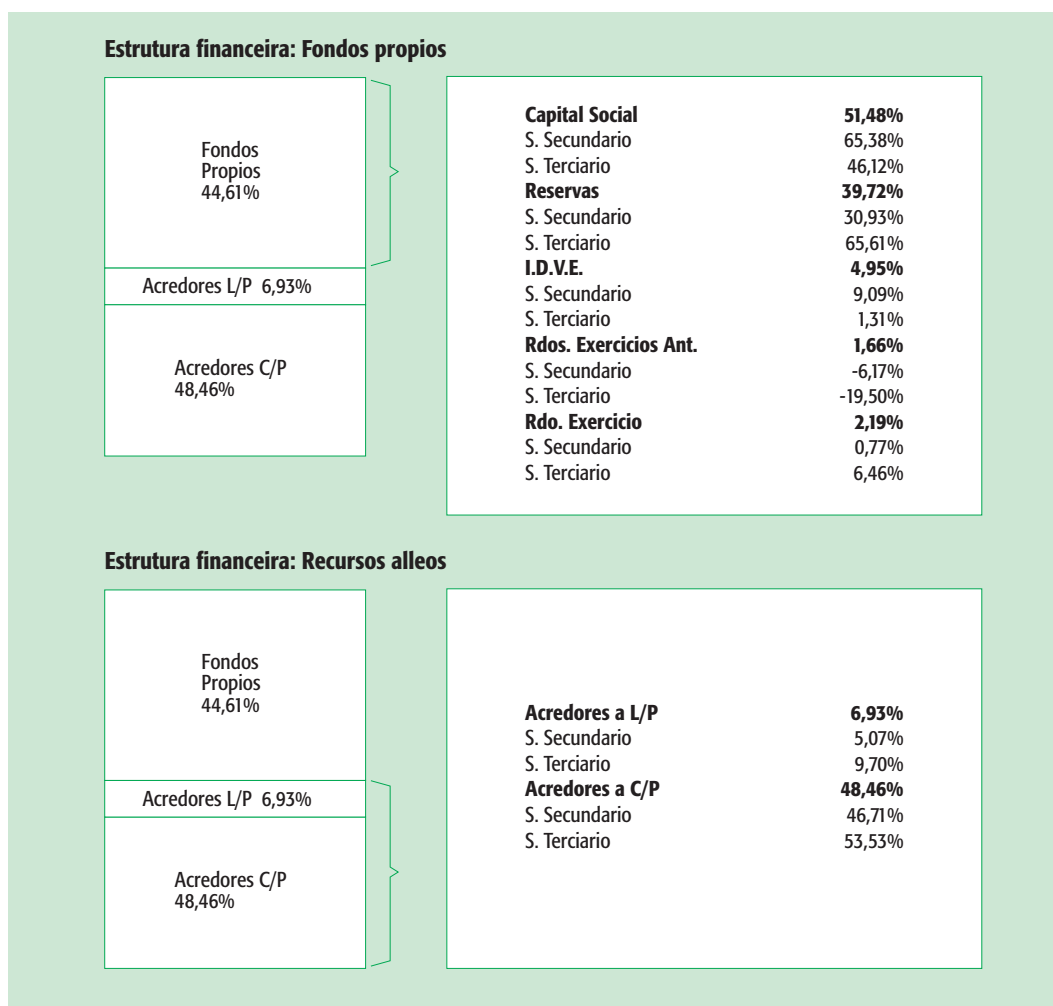 Estrutura financeira: Fondos propios
Fondos
Propios
44,61%
Acredores L/P 6,93%
Acredores C/P
48,46%
Capital Social 51,48%
S. Secundario 65,38%
S. Terciario 46,12%
Reservas 39,72%
S. Secundario 30,93%
S. Terciario 65,61%
I.D.V.E. 4,95%
S. Secundario 9,09%
S. Terciario 1,31%
Rdos. Exercicios Ant. 1,66%
S. Secundario -6,17%
S. Terciario -19,50%
Rdo. Exercicio 2,19%
S. Secundario 0,77%
S. Terciario 6,46%
Estrutura financeira: Recursos alleos
Fondos
Propios
44,61%
Acredores L/P 6,93%
Acredores C/P
48,46%
Acredores a L/P 6,93%
S. Secundario 5,07%
S. Terciario 9,70%
Acredores a C/P 48,46%
S. Secundario 46,71%
S. Terciario 53,53%